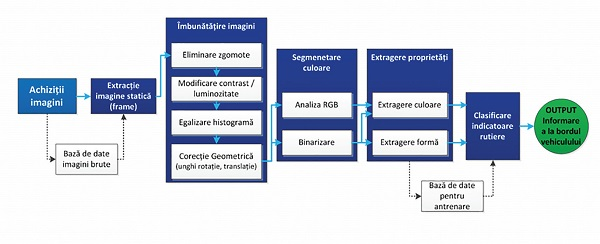 Îmbunătățire imagini
Achiziții
imagini
Extracție
imagine statică
(frame)
Bază de date
imagini brute
Eliminare zgomote
Modificare contrast /
luminozitate
Egalizare histogramă
Corecție Geometrică
(unghi rotație, translație)
Segmenetare
culoare
Analiza RGB
Binarizare
Extragere proprietăți
Extragere culoare
Extragere formă
Bază de date
pentru
antrenare
Clasificare
indicatoare
rutiere
OUTPUT
Informare
a la bordul
vehiculului